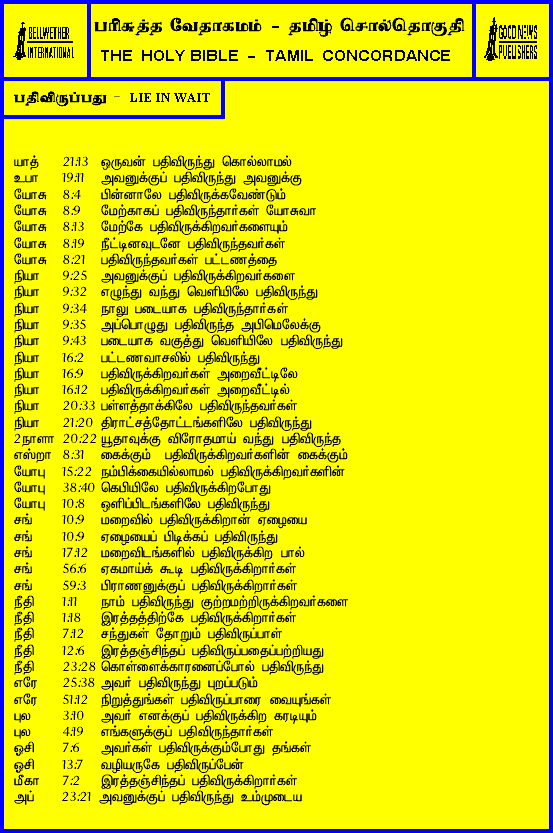 BELLWETHER
INTERNATIONAL
பரிசுத்த வேதாகமம் - தமிழ் சொல்தொகுதி
THE HOLY BIBLE - TAMIL CONCORDANCE
GOOD NEWS
PUBLISHERS
பதிவிருப்பது - LIE IN WAIT
யாத் 21:13 ஒருவன் பதிவிருந்து கொல்லாமல்
உபா 19:11 அவனுக்குப் பதிவிருந்து அவனுக்கு
யோசு 8:4 பின்னாலே பதிவிருக்கவேண்டும்
யோசு 8:9 மேற்காகப் பதிவிருந்தார்கள் யோசுவா
யோசு 8:13 மேற்கே பதிவிருக்கிறவர்களையும்
யோசு 8:19 நீட்டினவுடனே பதிவிருந்தவர்கள்
யோசு 8:21 பதிவிருந்தவர்கள் பட்டணத்தை
நியா 9:25 அவனுக்குப் பதிவிருக்கிறவர்களை
நியா 9:32 எழுந்து வந்து வெளியிலே பதிவிருந்து
நியா 9:34 நாலு படையாக பதிவிருந்தார்கள்
நியா 9:35 அப்பொழுது பதிவிருந்த அபிமெலேக்கு
நியா 9:43 படையாக வகுத்து வெளியிலே பதிவிருந்து
நியா 16:2 பட்டணவாசலில் பதிவிருந்து
நியா 16:9 பதிவிருக்கிறவர்கள் அறைவீட்டிலே
நியா 16:12 பதிவிருக்கிறவர்கள் அறைவீட்டில்
நியா 20:33 பள்ளத்தாக்கிலே பதிவிருந்தவர்கள்
நியா 21:20 திராட்சத்தோட்டங்களிலே பதிவிருந்து
2நாளா 20:22 யூதாவுக்கு விரோதமாய் வந்து பதிவிருந்த
எஸ்றா 8:31 கைக்கும் பதிவிருக்கிறவர்களின் கைக்கும்
யோபு 15:22 நம்பிக்கையில்லாமல் பதிவிருக்கிறவர்களின்
யோபு 38:40 கெபியிலே பதிவிருக்கிறபோது
யோபு 10:8 ஒளிப்பிடங்களிலே பதிவிருந்து
சங் 10:9 மறைவில் பதிவிருக்கிறான் ஏழையை
சங் 10:9 ஏழையைப் பிடிக்கப் பதிவிருந்து
சங் 17:12 மறைவிடங்களில் பதிவிருக்கிற பால்
சங் 56:6 ஏகமாய்க் கூடி பதிவிருக்கிறார்கள்
சங் 59:3 பிராணனுக்குப் பதிவிருக்கிறார்கள்
நீதி 1:11 நாம் பதிவிருந்து குற்றமற்றிருக்கிறவர்களை
நீதி 1:18 இரத்தத்திற்கே பதிவிருக்கிறார்கள்
நீதி 7:12 சந்துகள் தோறும் பதிவிருப்பாள்
நீதி 12:6 இரத்தஞ்சிந்தப் பதிவிருப்பதைப்பற்றியது
நீதி 23:28 கொள்ளைக்காரனைப்போல் பதிவிருந்து
எரே 25:38 அவர் பதிவிருந்து புறப்படும்
எரே 51:12 நிறுத்துங்கள் பதிவிருப்பாரை வையுங்கள்
புல 3:10 அவர் எனக்குப் பதிவிருக்கிற கரடியும்
புல 4:19 எங்களுக்குப் பதிவிருந்தார்கள்
ஓசி 7:6 அவர்கள் பதிவிருக்கும்போது தங்கள்
ஓசி 13:7 வழியருகே பதிவிருப்பேன்
மீகா 7:2 இரத்தஞ்சிந்தப் பதிவிருக்கிறார்கள்
அப் 23:21 அவனுக்குப் பதிவிருந்து உம்முடைய